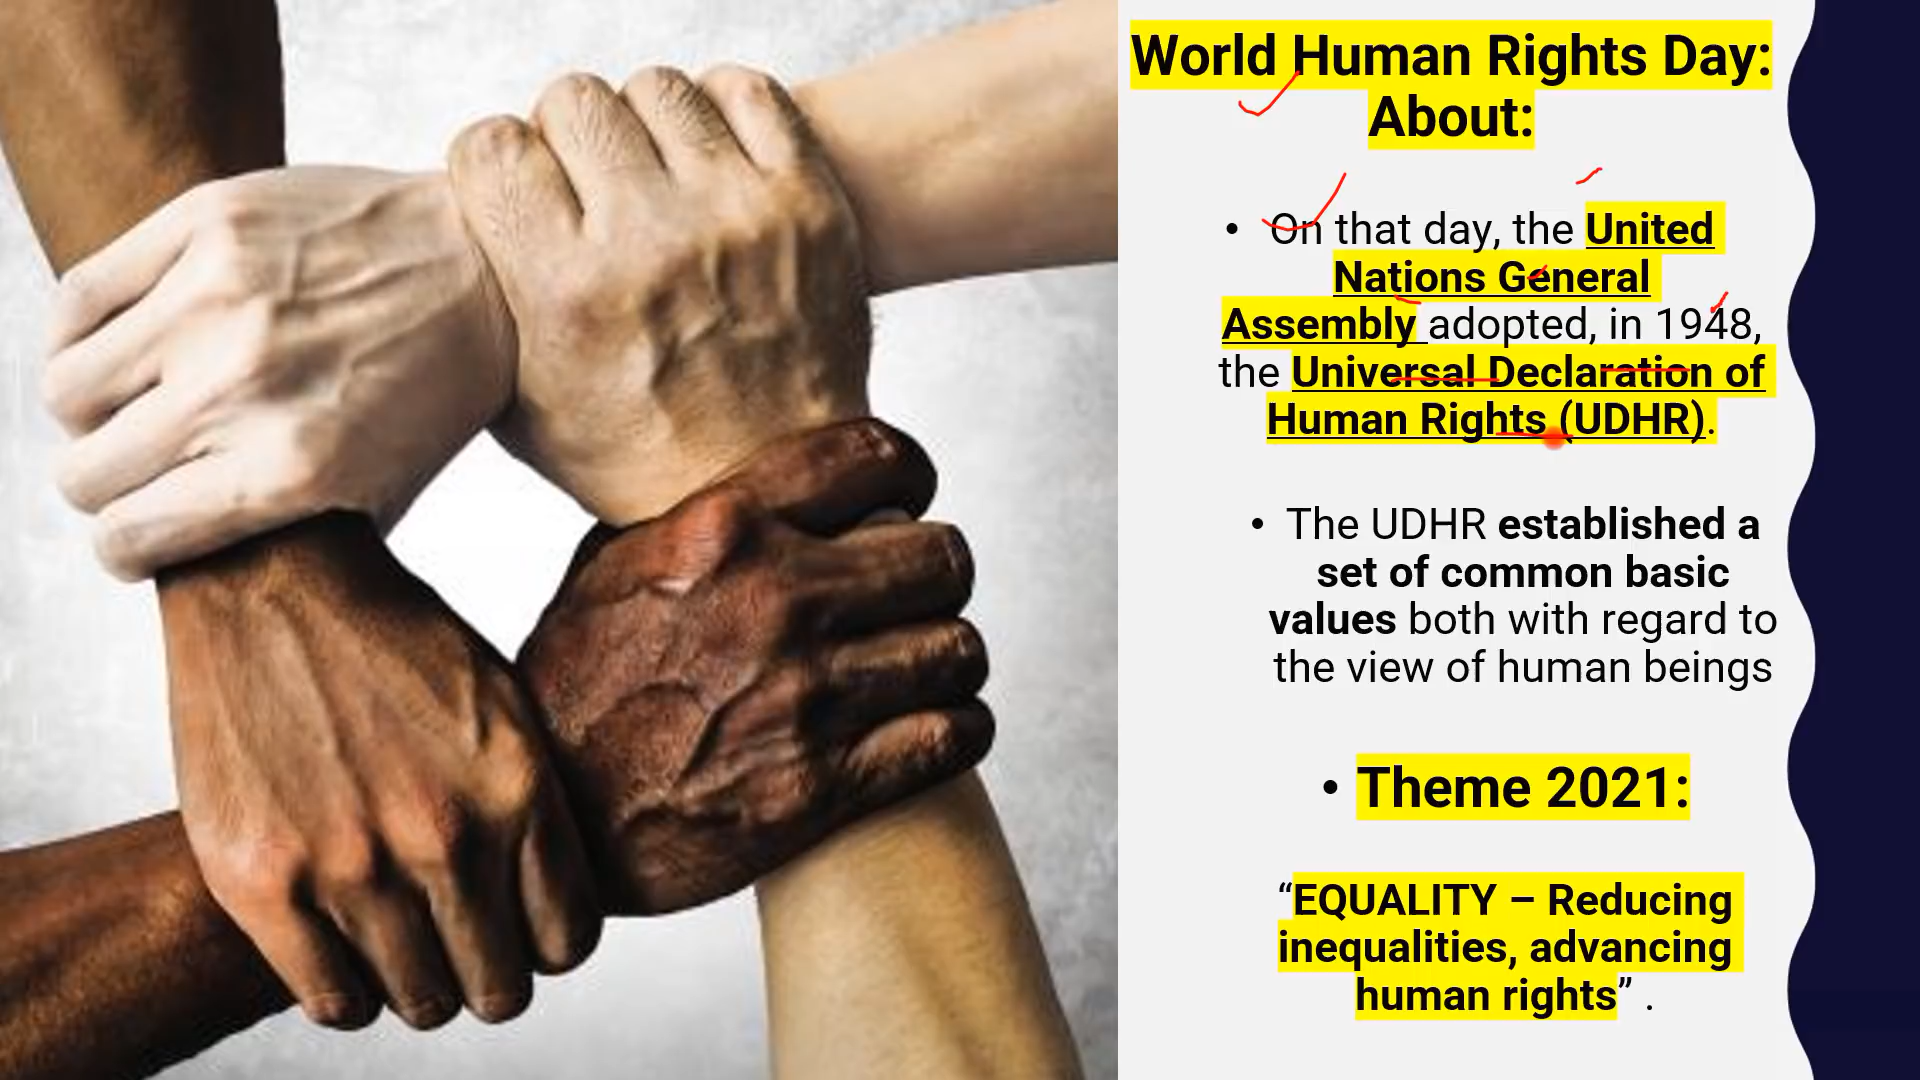 World Human Rights Day:
About:
• On that day, the United
Nations General
Assembly adopted, in 1948,
the Universal Declaration of
Human Rights (UDHR).
• The UDHR established a
set of common basic
values both with regard to
the view of human beings
• Theme 2021:
“EQUALITY – Reducing
inequalities, advancing
human rights” .